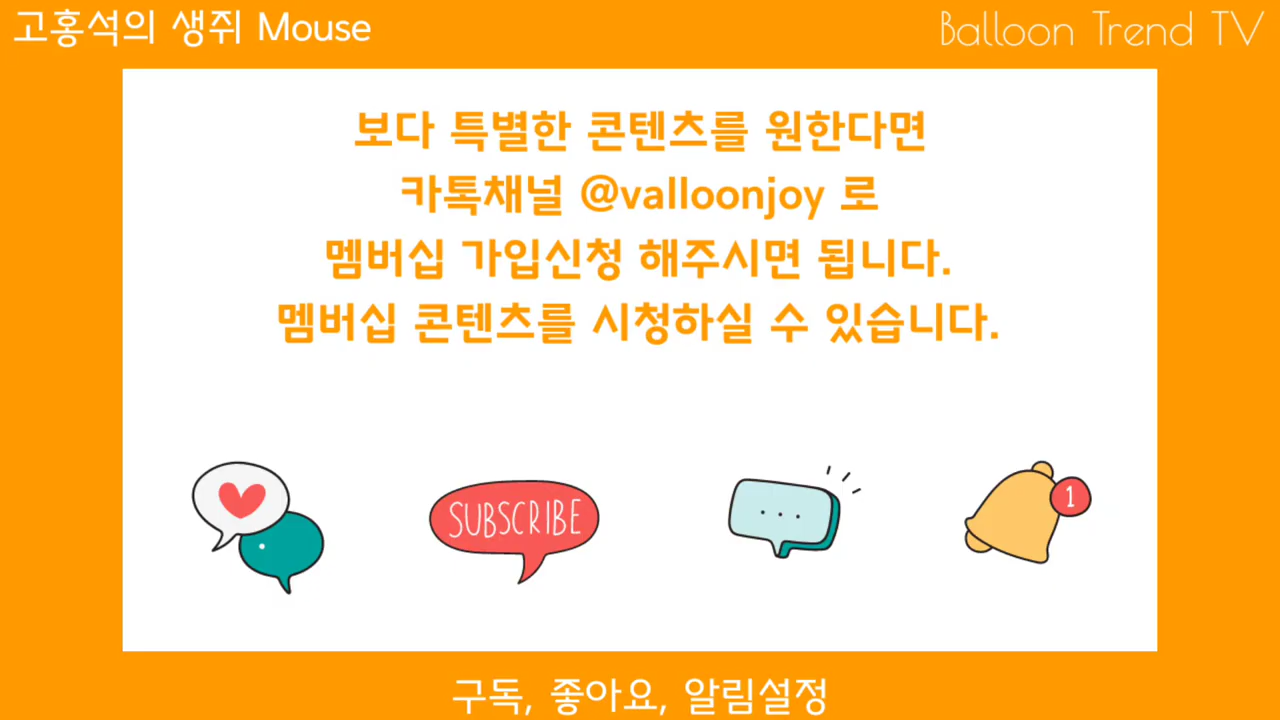 고홍석의 생쥐 Mouse
Balloon Trend TV
보다 특별한 콘텐츠를 원한다면
카톡채널 @valloonjoy 로
멤버십 가입신청 해주시면 됩니다.
멤버십 콘텐츠를 시청하실 수 있습니다.
SUBSCRIBE
1
구독, 좋아요, 알림설정